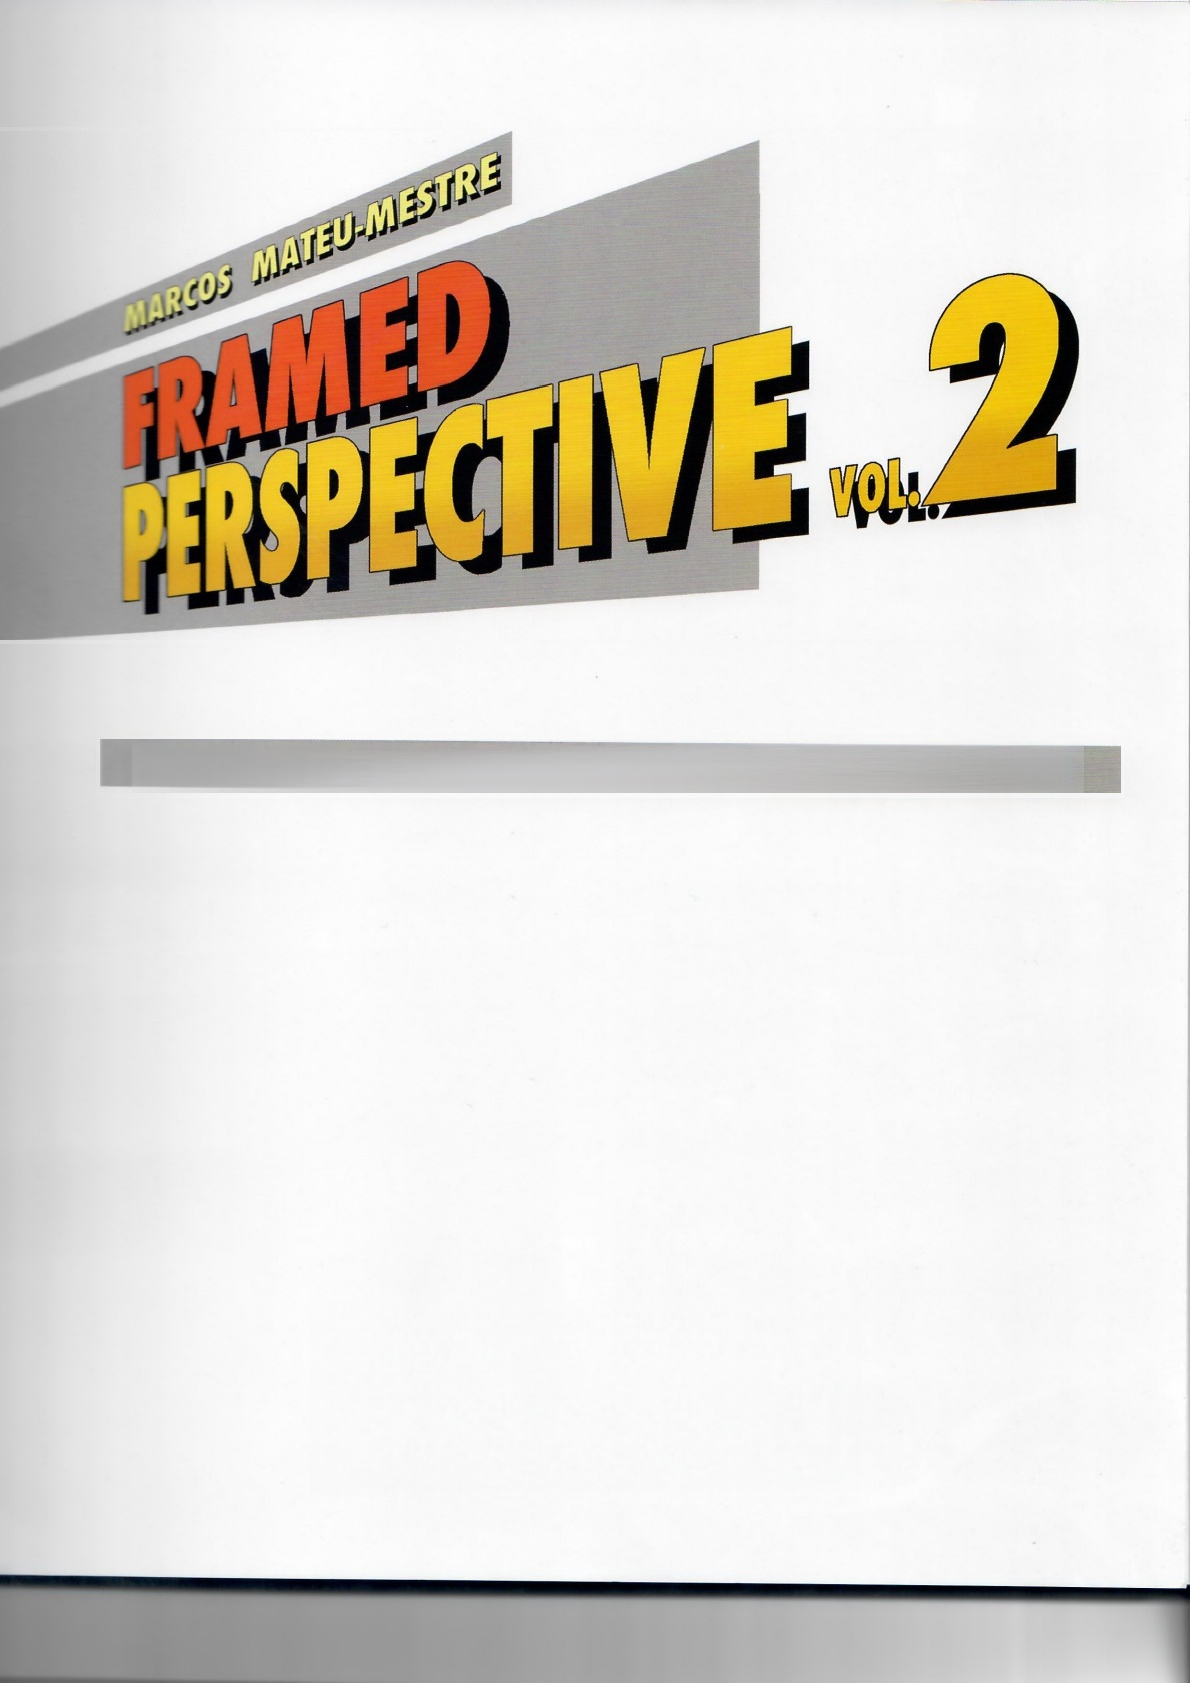 MARCOS MATEU-MESTRE
FRAMED
PERSPECTIVE VOL. 2